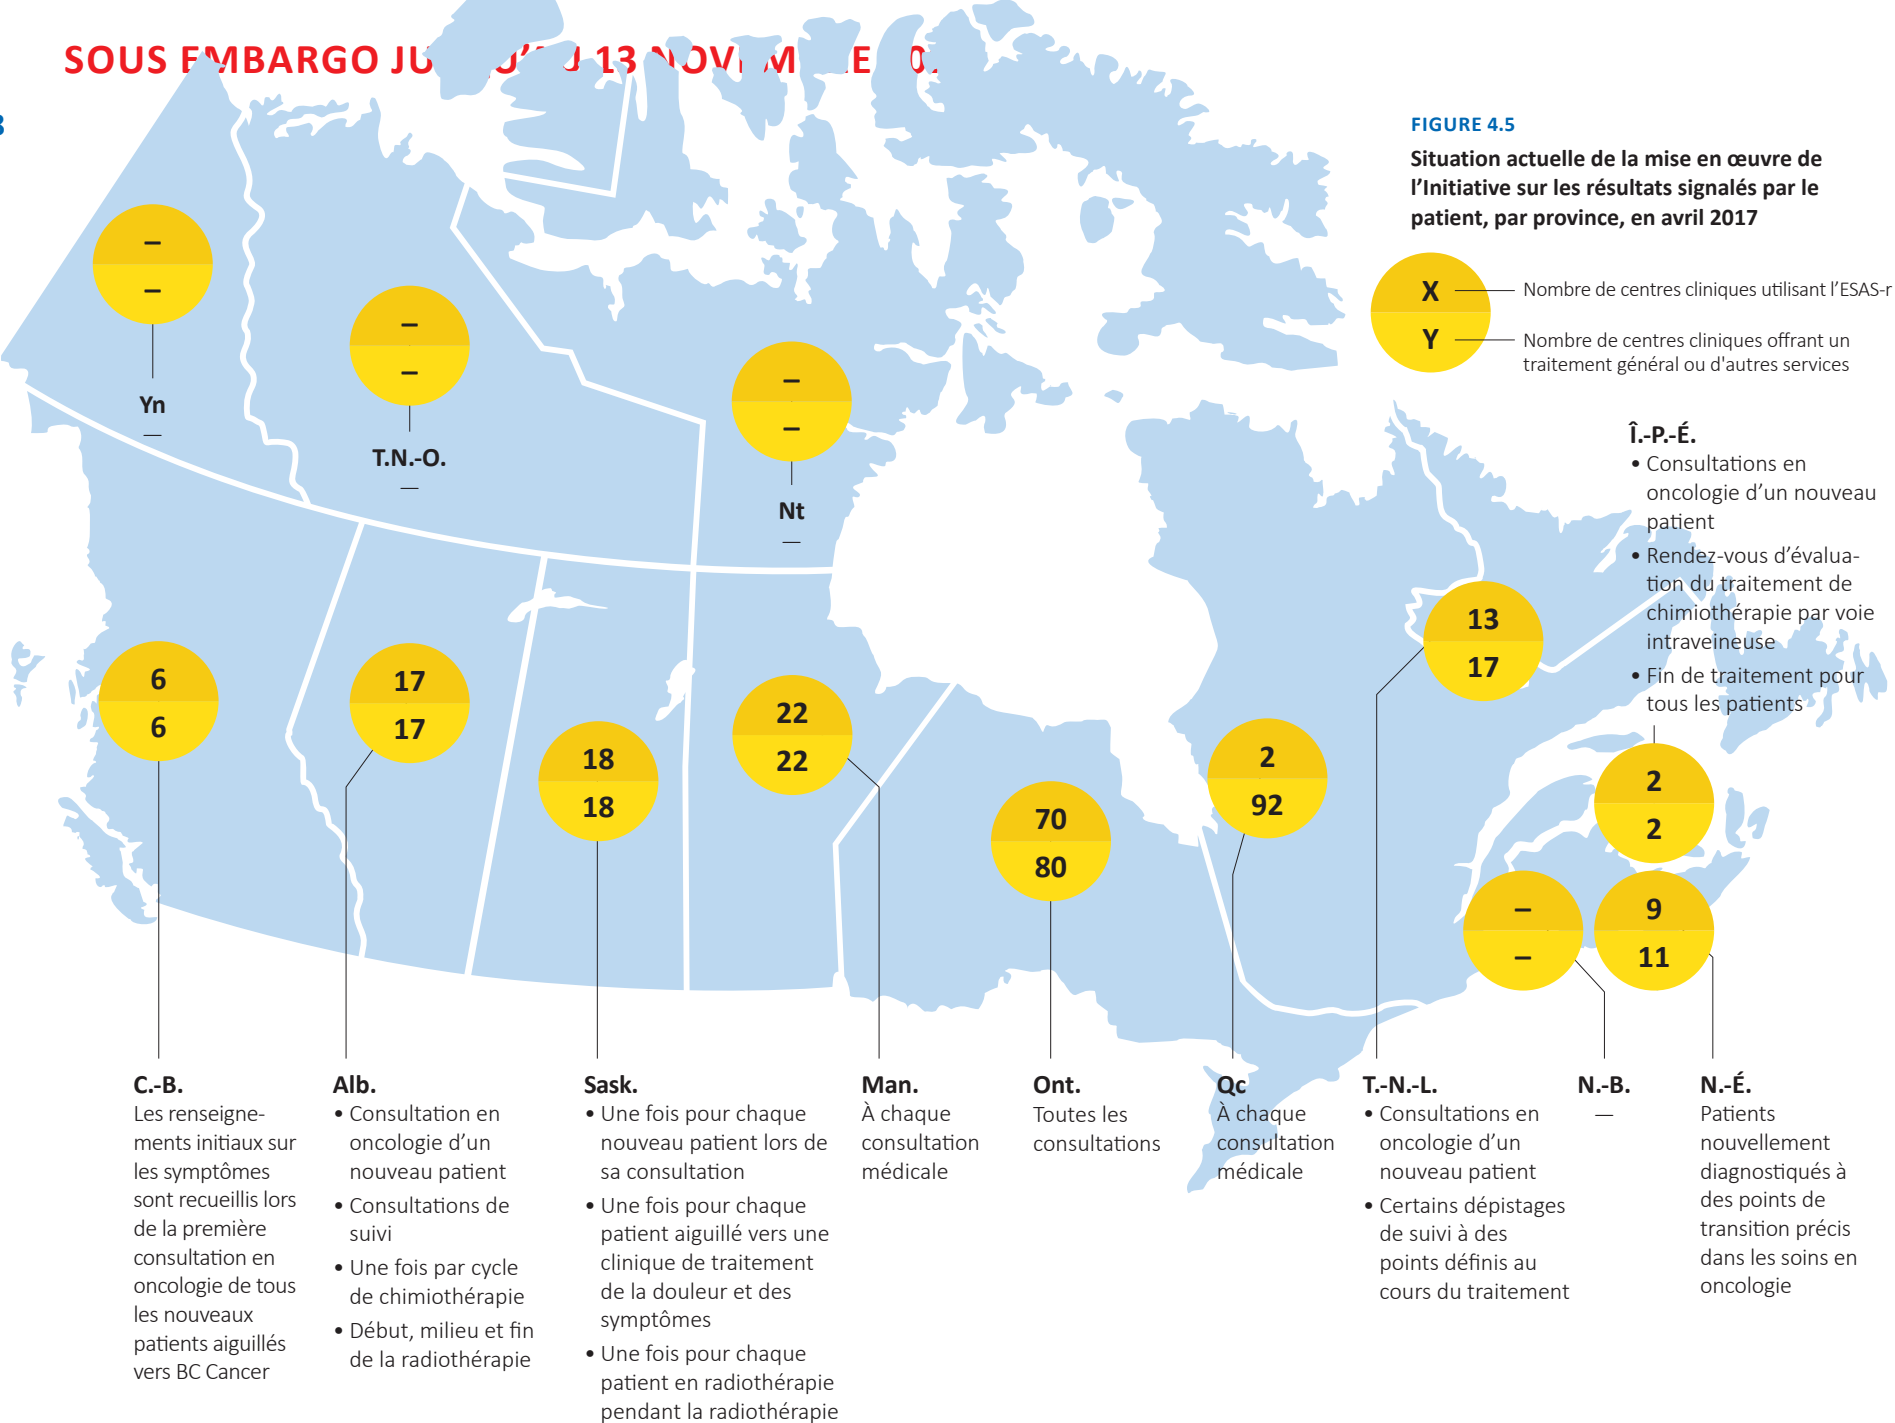 SOUS EMBARGO 13
FIGURE 4.5
Situation actuelle de la mise en œuvre de
l’Initiative sur les résultats signalés par le
patient, par province, en avril 2017
X
Nombre de centres cliniques utilisant l’ESAS-r
Y
Nombre de centres cliniques offrant un
traitement général ou d'autres services
–
–
Yn
—
–
–
T.N.-O.
—
–
–
Nt
—
Î.-P.-É.
• Consultations en
oncologie d’un nouveau
patient
• Rendez-vous d’évalua-
tion du traitement de
chimiothérapie par voie
intraveineuse
• Fin de traitement pour
tous les patients
2
2
6
6
17
17
18
18
22
22
70
80
2
92
13
17
–
–
9
11
C.-B.
Les renseigne-
ments initiaux sur
les symptômes
sont recueillis lors
de la première
consultation en
oncologie de tous
les nouveaux
patients aiguillés
vers BC Cancer
Alb.
• Consultation en
oncologie d’un
nouveau patient
• Consultations de
suivi
• Une fois par cycle
de chimiothérapie
• Début, milieu et fin
de la radiothérapie
Sask.
• Une fois pour chaque
nouveau patient lors de
sa consultation
• Une fois pour chaque
patient aiguillé vers une
clinique de traitement
de la douleur et des
symptômes
• Une fois pour chaque
patient en radiothérapie
pendant la radiothérapie
Man.
À chaque
consultation
médicale
Ont.
Toutes les
consultations
Qc
À chaque
consultation
médicale
T.-N.-L.
• Consultations en
oncologie d’un
nouveau patient
• Certains dépistages
de suivi à des
points définis au
cours du traitement
N.-B.
—
N.-É.
Patients
nouvellement
diagnostiqués à
des points de
transition précis
dans les soins en
oncologie